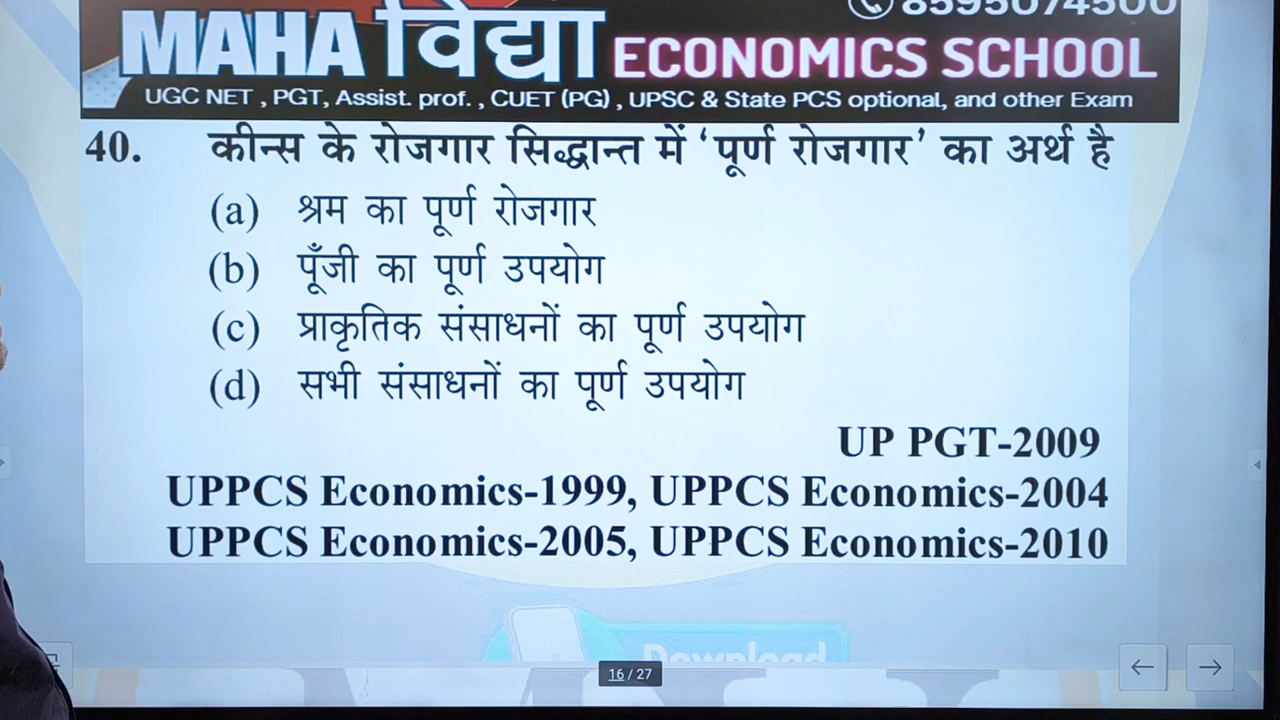 8595074500
MAHA विद्या ECONOMICS SCHOOL
UGC NET , PGT, Assist. prof. , CUET (PG) , UPSC & State PCS optional, and other Exam
40. कीन्स के रोजगार सिद्धान्त में ‘पूर्ण रोजगार’ का अर्थ है
(a) श्रम का पूर्ण रोजगार
(b) पूँजी का पूर्ण उपयोग
(c) प्राकृतिक संसाधनों का पूर्ण उपयोग
(d) सभी संसाधनों का पूर्ण उपयोग
UP PGT-2009
UPPCS Economics-1999, UPPCS Economics-2004
UPPCS Economics-2005, UPPCS Economics-2010
Download
16 / 27